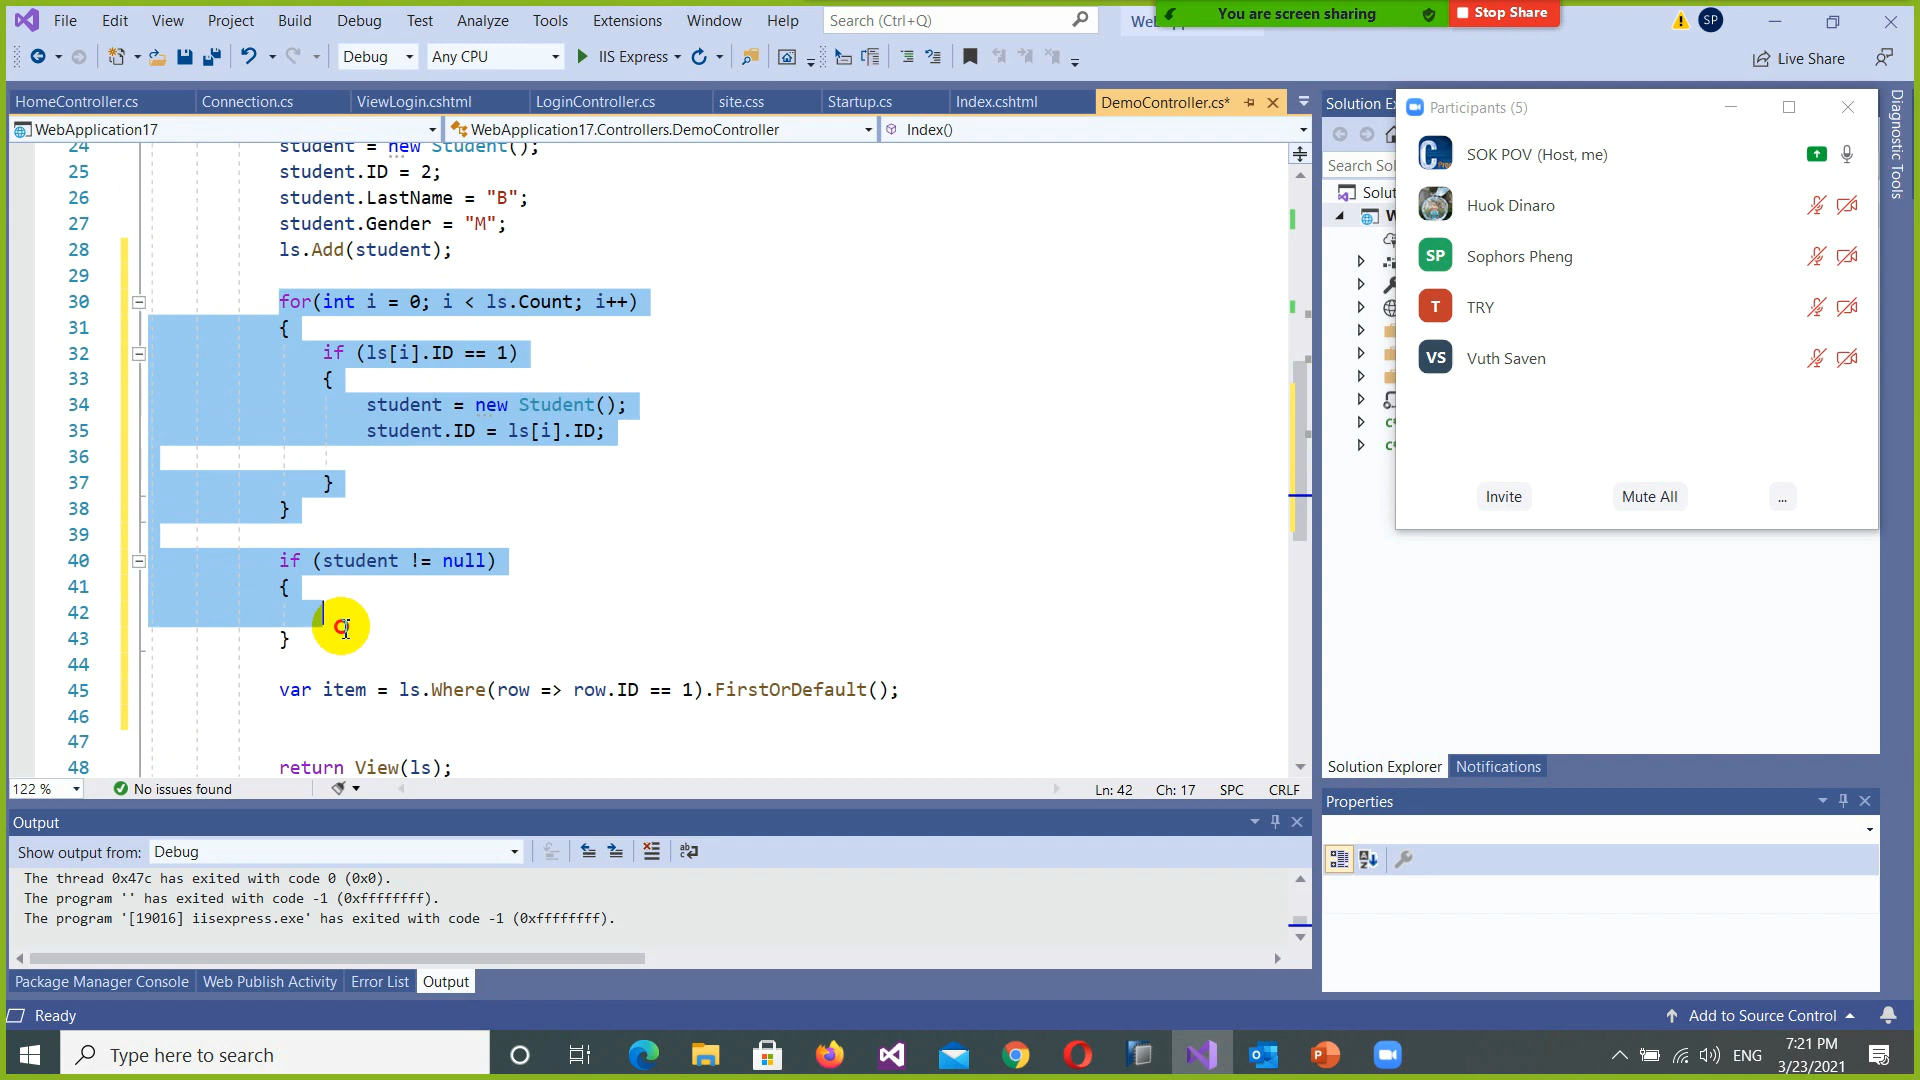 File Edit View Project Build Debug Test Analyze Tools Extensions Window Help Search (Ctrl+Q)
You are screen sharing Stop Share
SP
Debug Any CPU IIS Express Live Share
HomeController.cs Connection.cs ViewLogin.cshtml LoginController.cs site.css Startup.cs Index.cshtml DemoController.cs*
WebApplication17 WebApplication17.Controllers.DemoController Index()
24 student = new Student();
25 student.ID = 2;
26 student.LastName = "B";
27 student.Gender = "M";
28 ls.Add(student);
29
30 for(int i = 0; i < ls.Count; i++)
31 {
32 if (ls[i].ID == 1)
33 {
34 student = new Student();
35 student.ID = ls[i].ID;
36
37 }
38 }
39
40 if (student != null)
41 {
42
43 }
44
45 var item = ls.Where(row => row.ID == 1).FirstOrDefault();
46
47
48 return View(ls);
122 % No issues found Ln: 42 Ch: 17 SPC CRLF
Output
Show output from: Debug
The thread 0x47c has exited with code 0 (0x0).
The program '' has exited with code -1 (0xffffffff).
The program '[19016] iisexpress.exe' has exited with code -1 (0xffffffff).
Package Manager Console Web Publish Activity Error List Output
Ready Add to Source Control
Solution Ex
Search Sol
Solut
W
Participants (5)
SOK POV (Host, me)
Huok Dinaro
SP Sophors Pheng
T TRY
VS Vuth Saven
Invite Mute All ...
Solution Explorer Notifications
Properties
Diagnostic Tools
Type here to search
ENG 7:21 PM
3/23/2021